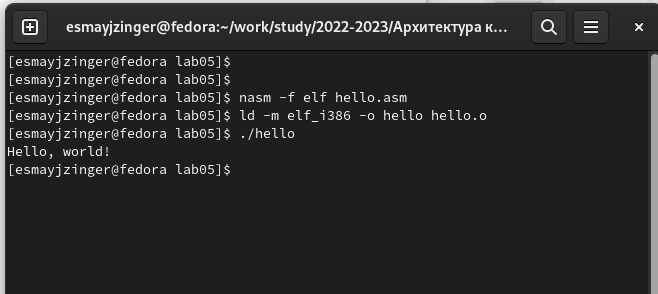 esmayjzinger@fedora:~/work/study/2022-2023/Архитектура к...
[esmayjzinger@fedora lab05]$
[esmayjzinger@fedora lab05]$
[esmayjzinger@fedora lab05]$ nasm -f elf hello.asm
[esmayjzinger@fedora lab05]$ ld -m elf_i386 -o hello hello.o
[esmayjzinger@fedora lab05]$ ./hello
Hello, world!
[esmayjzinger@fedora lab05]$